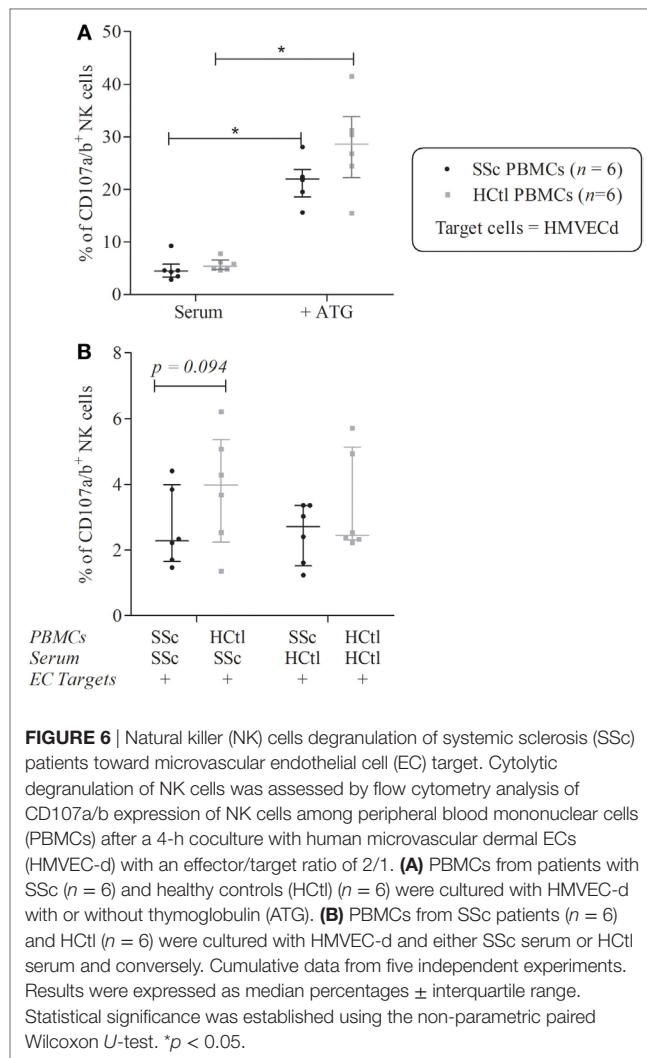 A
50
*
40
*
30
20
10
0
% of CD107a/b+ NK cells
Serum + ATG
SSc PBMCs (n = 6)
HCtl PBMCs (n=6)
Target cells = HMVECd
B
8
p = 0.094
6
4
2
0
% of CD107a/b+ NK cells
PBMCs SSc HCtl SSc HCtl
Serum SSc SSc HCtl HCtl
EC Targets + + + +
FIGURE 6 | Natural killer (NK) cells degranulation of systemic sclerosis (SSc)
patients toward microvascular endothelial cell (EC) target. Cytolytic
degranulation of NK cells was assessed by flow cytometry analysis of
CD107a/b expression of NK cells among peripheral blood mononuclear cells
(PBMCs) after a 4-h coculture with human microvascular dermal ECs
(HMVEC-d) with an effector/target ratio of 2/1. (A) PBMCs from patients with
SSc (n = 6) and healthy controls (HCtl) (n = 6) were cultured with HMVEC-d
with or without thymoglobulin (ATG). (B) PBMCs from SSc patients (n = 6)
and HCtl (n = 6) were cultured with HMVEC-d and either SSc serum or HCtl
serum and conversely. Cumulative data from five independent experiments.
Results were expressed as median percentages ± interquartile range.
Statistical significance was established using the non-parametric paired
Wilcoxon U-test. *p < 0.05.